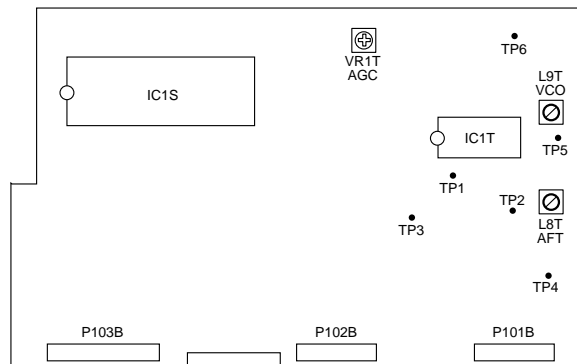 VR1T
AGC
TP6
L9T
VCO
IC1S
IC1T
TP5
TP1
TP2
TP3
L8T
AFT
TP4
P103B
P102B
P101B